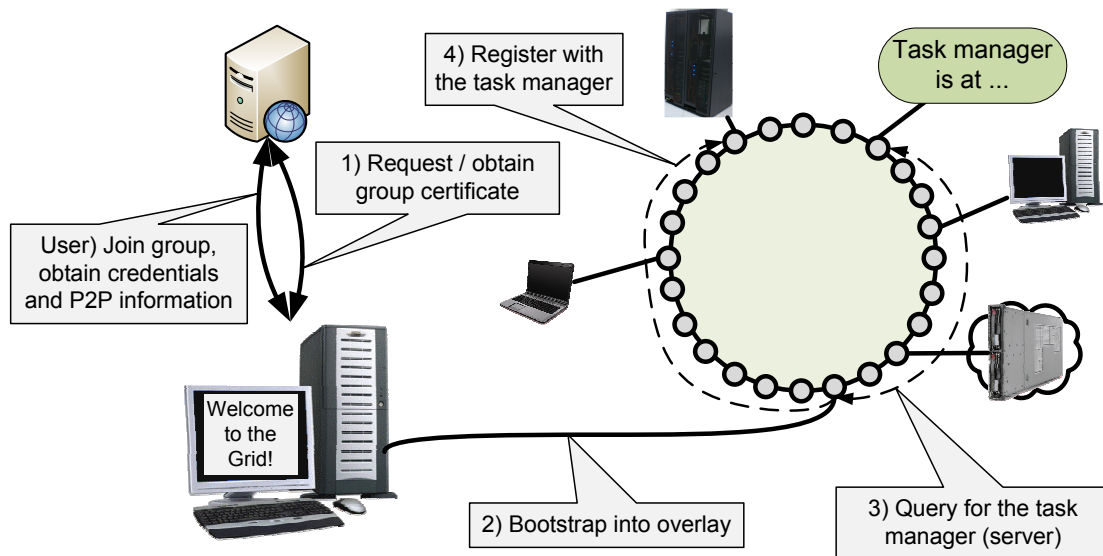 4) Register with
the task manager
Task manager
is at ...
1) Request / obtain
group certificate
User) Join group,
obtain credentials
and P2P information
Welcome
to the
Grid!
2) Bootstrap into overlay
3) Query for the task
manager (server)